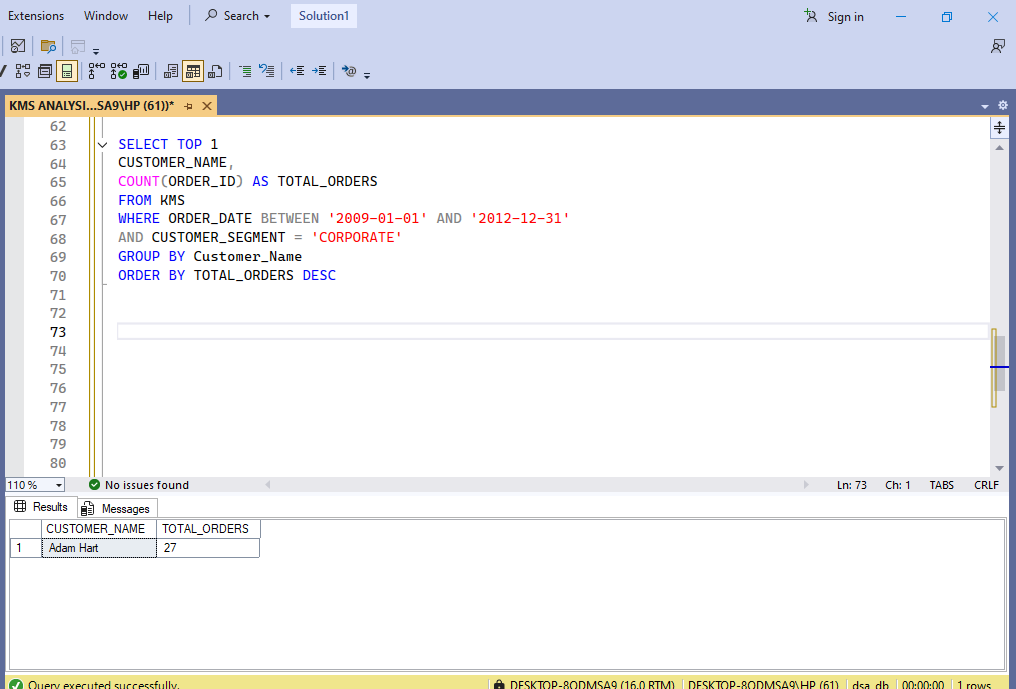 Extensions Window Help Search Solution1 Sign in
KMS ANALYSI...SA9\HP (61))*
62
63 SELECT TOP 1
64 CUSTOMER_NAME,
65 COUNT(ORDER_ID) AS TOTAL_ORDERS
66 FROM KMS
67 WHERE ORDER_DATE BETWEEN '2009-01-01' AND '2012-12-31'
68 AND CUSTOMER_SEGMENT = 'CORPORATE'
69 GROUP BY Customer_Name
70 ORDER BY TOTAL_ORDERS DESC
71
72
73
74
75
76
77
78
79
80
110 % No issues found Ln: 73 Ch: 1 TABS CRLF
Results Messages
CUSTOMER_NAME TOTAL_ORDERS
1 Adam Hart 27
Query executed successfully. DESKTOP-8ODMSA9 (16.0 RTM) DESKTOP-8ODMSA9\HP (61) dsa_db 00:00:00 1 rows